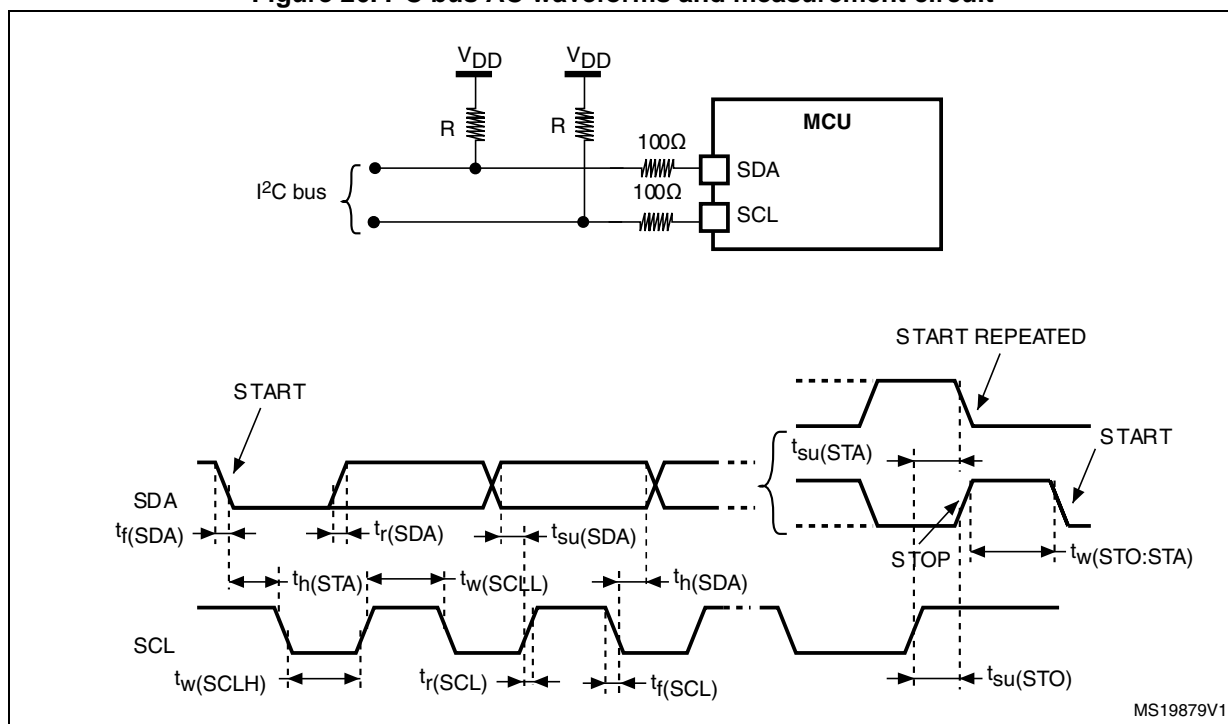 VDD
VDD
R
R
MCU
100Ω
SDA
I²C bus
100Ω
SCL
START REPEATED
START
START
tsu(STA)
SDA
tf(SDA)
tr(SDA)
tsu(SDA)
STOP
tw(STO:STA)
th(STA)
tw(SCLL)
th(SDA)
SCL
tw(SCLH)
tr(SCL)
tf(SCL)
tsu(STO)
MS19879V1